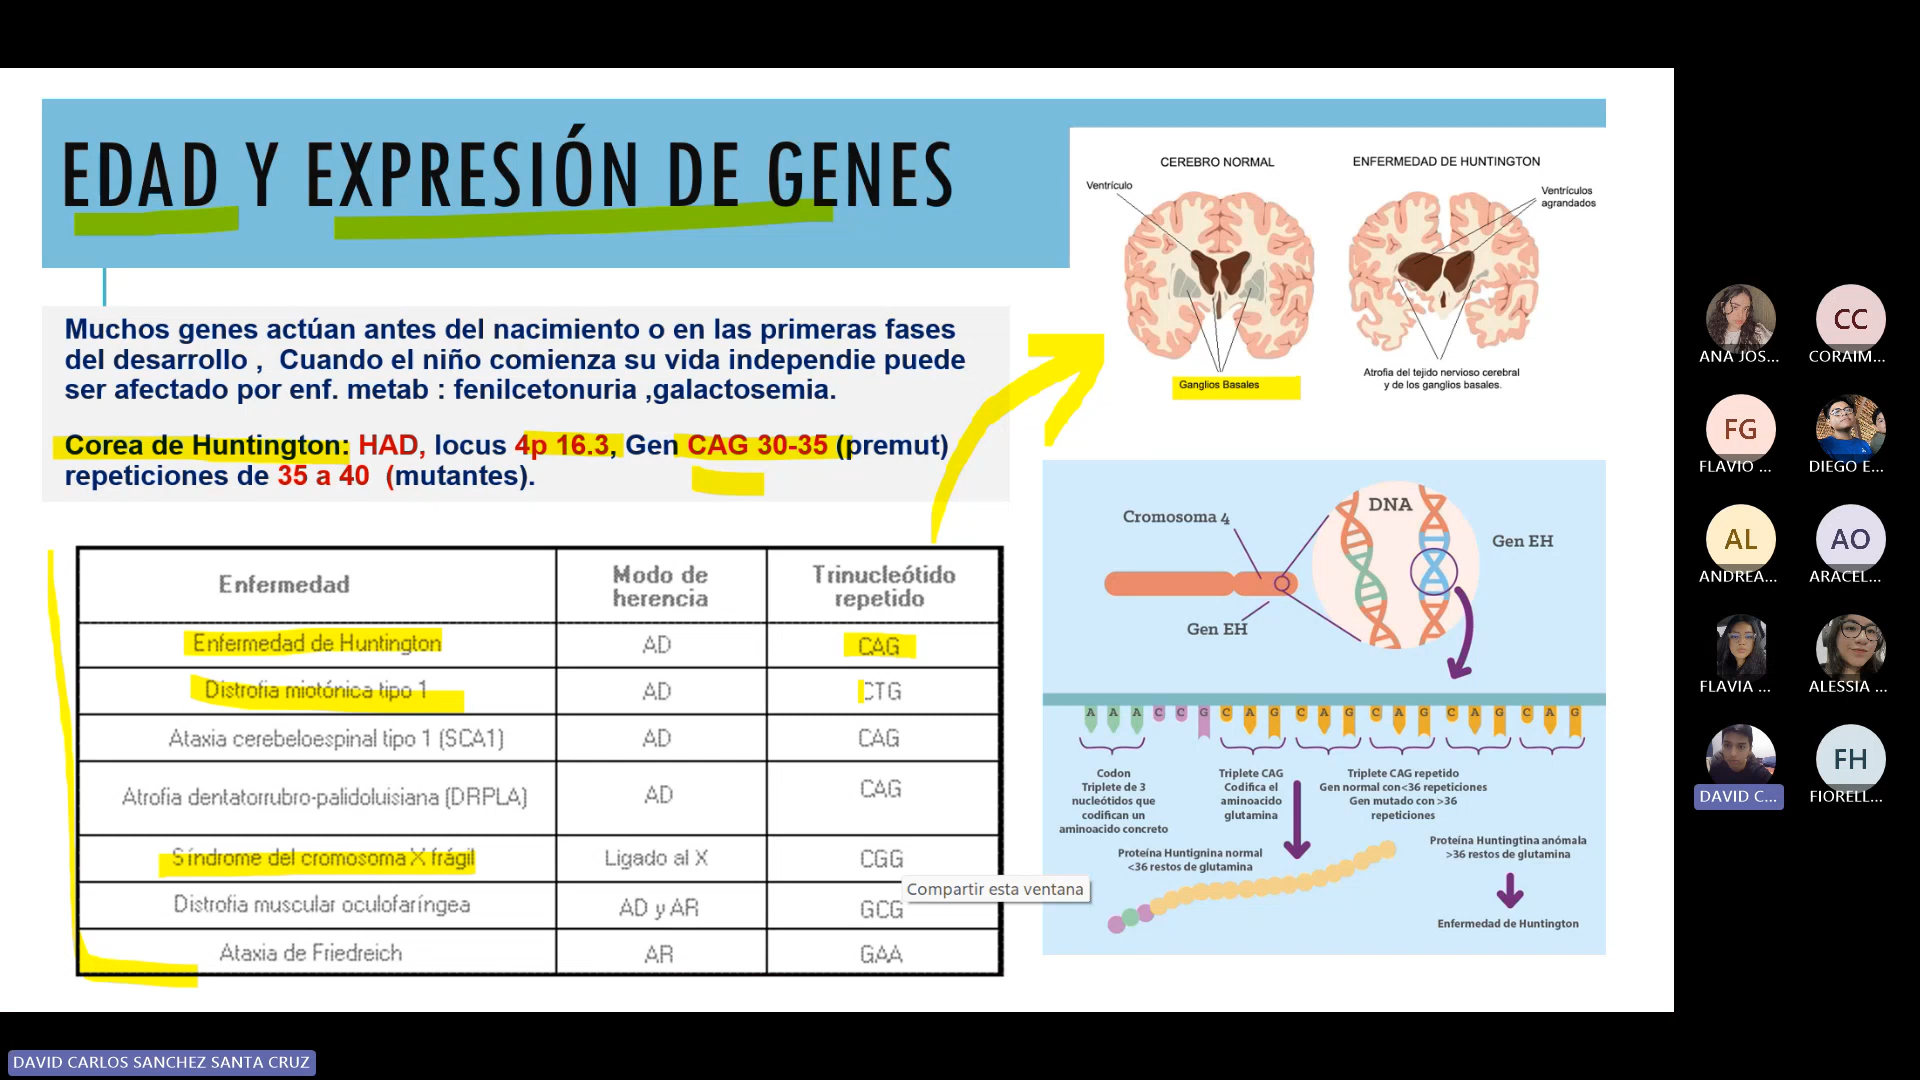 EDAD Y EXPRESIÓN DE GENES
Muchos genes actúan antes del nacimiento o en las primeras fases
del desarrollo , Cuando el niño comienza su vida independie puede
ser afectado por enf. metab : fenilcetonuria ,galactosemia.
Corea de Huntington: HAD, locus 4p 16.3, Gen CAG 30-35 (premut)
repeticiones de 35 a 40 (mutantes).
Enfermedad
Modo de
herencia
Trinucleótido
repetido
Enfermedad de Huntington AD CAG
Distrofia miotónica tipo 1 AD CTG
Ataxia cerebeloespinal tipo 1 (SCA1) AD CAG
Atrofia dentatorrubro-palidoluisiana (DRPLA) AD CAG
Síndrome del cromosoma X frágil Ligado al X CGG
Distrofia muscular oculofaríngea AD y AR GCG
Ataxia de Friedreich AR GAA
Compartir esta ventana
CEREBRO NORMAL
ENFERMEDAD DE HUNTINGTON
Ventrículo
Ventrículos
agrandados
Ganglios Basales
Atrofia del tejido nervioso cerebral
y de los ganglios basales.
Cromosoma 4
DNA
Gen EH
Gen EH
A A A C C G C A G C A G C A G C A G C A G
Codon
Triplete de 3
nucleótidos que
codifican un
aminoacido concreto
Triplete CAG
Codifica el
aminoacido
glutamina
Triplete CAG repetido
Gen normal con<36 repeticiones
Gen mutado con >36
repeticiones
Proteína Huntignina normal
<36 restos de glutamina
Proteína Huntingtina anómala
>36 restos de glutamina
Enfermedad de Huntington
ANA JOS...
CC
CORAIM...
FG
FLAVIO ...
DIEGO E...
AL
ANDREA...
AO
ARACEL...
FLAVIA ...
ALESSIA ...
DAVID C...
FH
FIORELL...
DAVID CARLOS SANCHEZ SANTA CRUZ